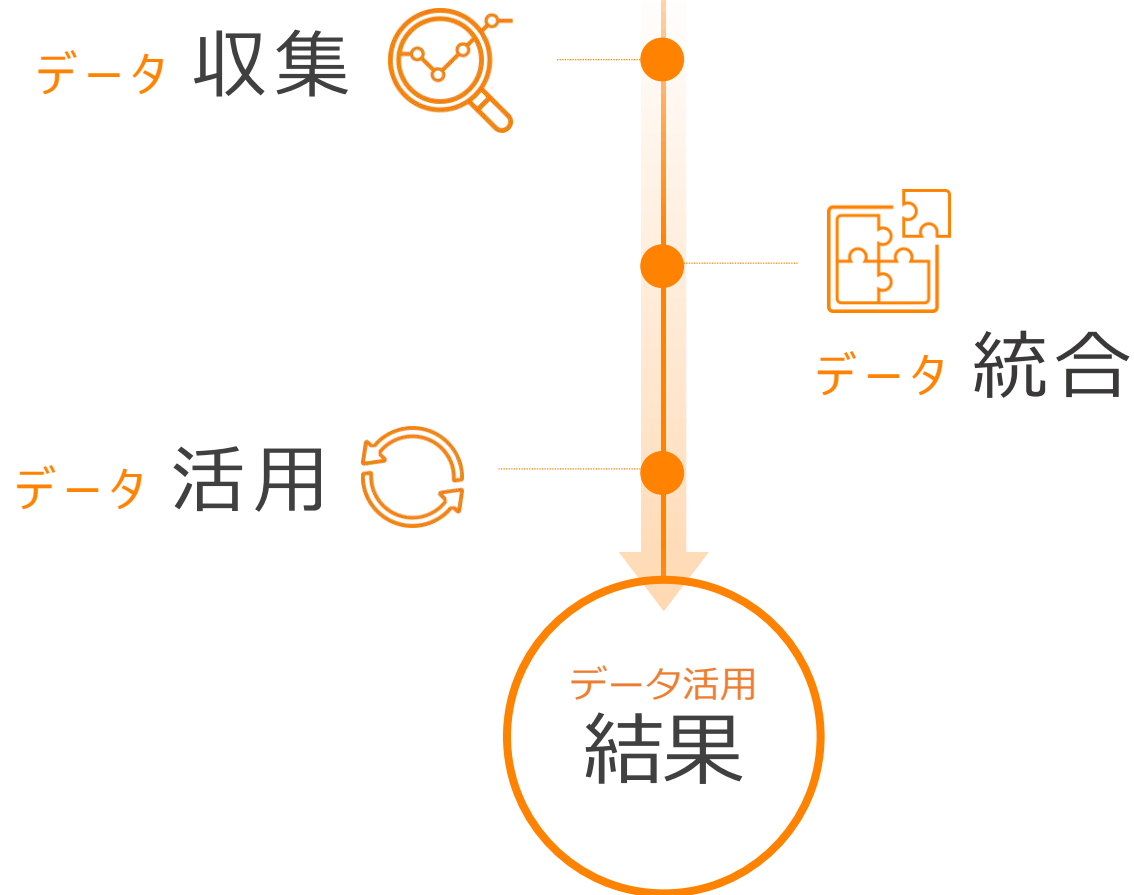 データ 収集
データ 統合
データ 活用
データ活用
結果